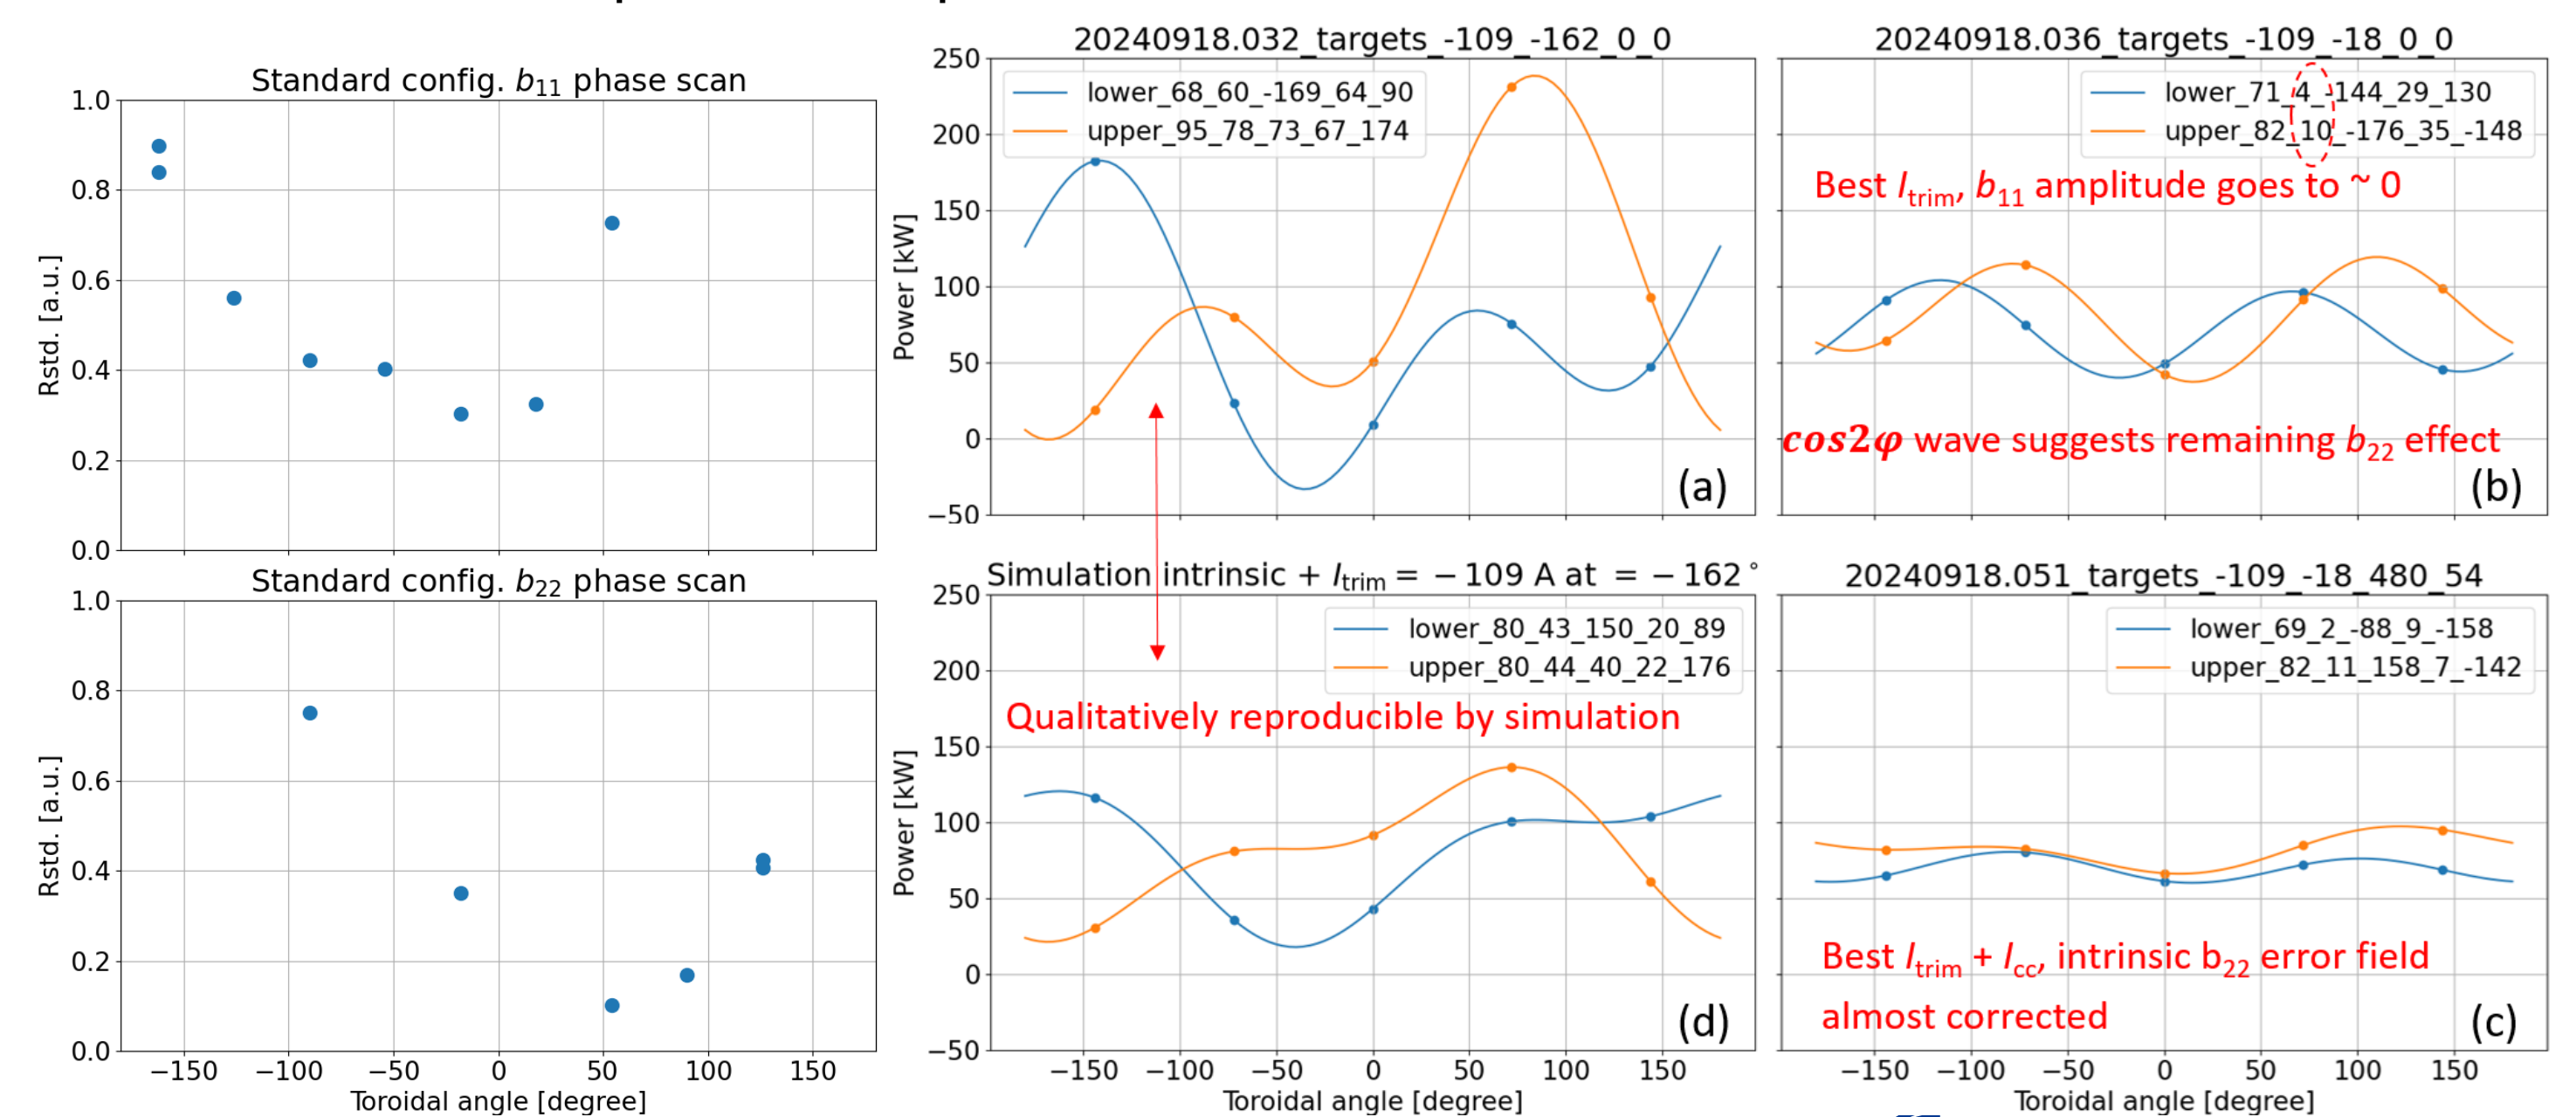 Standard config. b11 phase scan
1.0
0.8
0.6
0.4
0.2
0.0
Rstd. [a.u.]
Standard config. b22 phase scan
1.0
0.8
0.6
0.4
0.2
0.0
Rstd. [a.u.]
−150 −100 −50 0 50 100 150
Toroidal angle [degree]
20240918.032_targets_-109_-162_0_0
250
200
150
100
50
0
−50
Power [kW]
lower_68_60_-169_64_90
upper_95_78_73_67_174
(a)
20240918.036_targets_-109_-18_0_0
lower_71_4_-144_29_130
upper_82_10_-176_35_-148
Best Itrim, b11 amplitude goes to ~ 0
cos2φ wave suggests remaining b22 effect
(b)
Simulation intrinsic + Itrim = − 109 A at = − 162°
250
200
150
100
50
0
−50
Power [kW]
lower_80_43_150_20_89
upper_80_44_40_22_176
Qualitatively reproducible by simulation
(d)
−150 −100 −50 0 50 100 150
Toroidal angle [degree]
20240918.051_targets_-109_-18_480_54
lower_69_2_-88_9_-158
upper_82_11_158_7_-142
Best Itrim + Icc, intrinsic b22 error field
almost corrected
(c)
−150 −100 −50 0 50 100 150
Toroidal angle [degree]